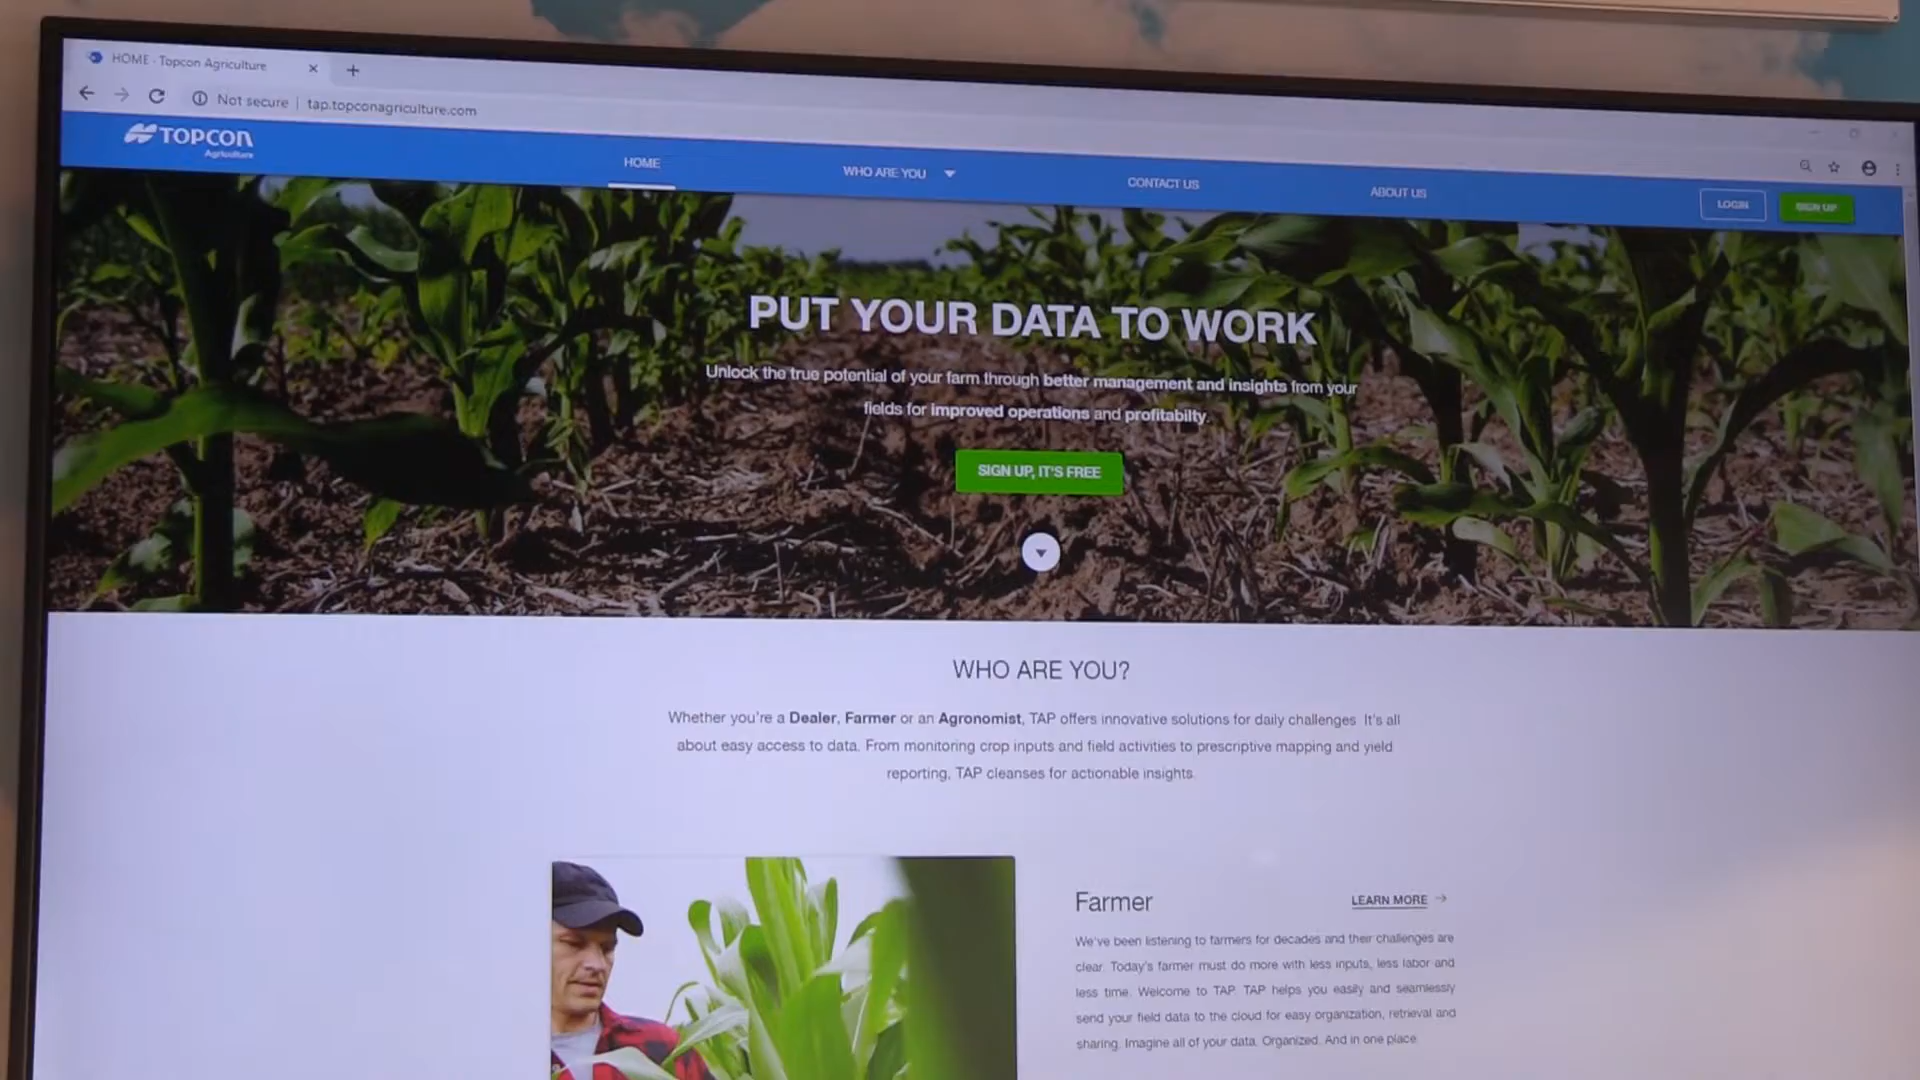 HOME - Topcon Agriculture
Not secure | tap.topconagriculture.com
TOPCON
Agriculture
HOME
WHO ARE YOU
CONTACT US
ABOUT US
LOGIN
SIGN UP
PUT YOUR DATA TO WORK
Unlock the true potential of your farm through better management and insights from your
fields for improved operations and profitabilty.
SIGN UP, IT'S FREE
WHO ARE YOU?
Whether you're a Dealer, Farmer or an Agronomist, TAP offers innovative solutions for daily challenges. It's all
about easy access to data. From monitoring crop inputs and field activities to prescriptive mapping and yield
reporting, TAP cleanses for actionable insights.
Farmer
LEARN MORE
We've been listening to farmers for decades and their challenges are
clear. Today's farmer must do more with less inputs, less labor and
less time. Welcome to TAP. TAP helps you easily and seamlessly
send your field data to the cloud for easy organization, retrieval and
sharing. Imagine all of your data. Organized. And in one place.